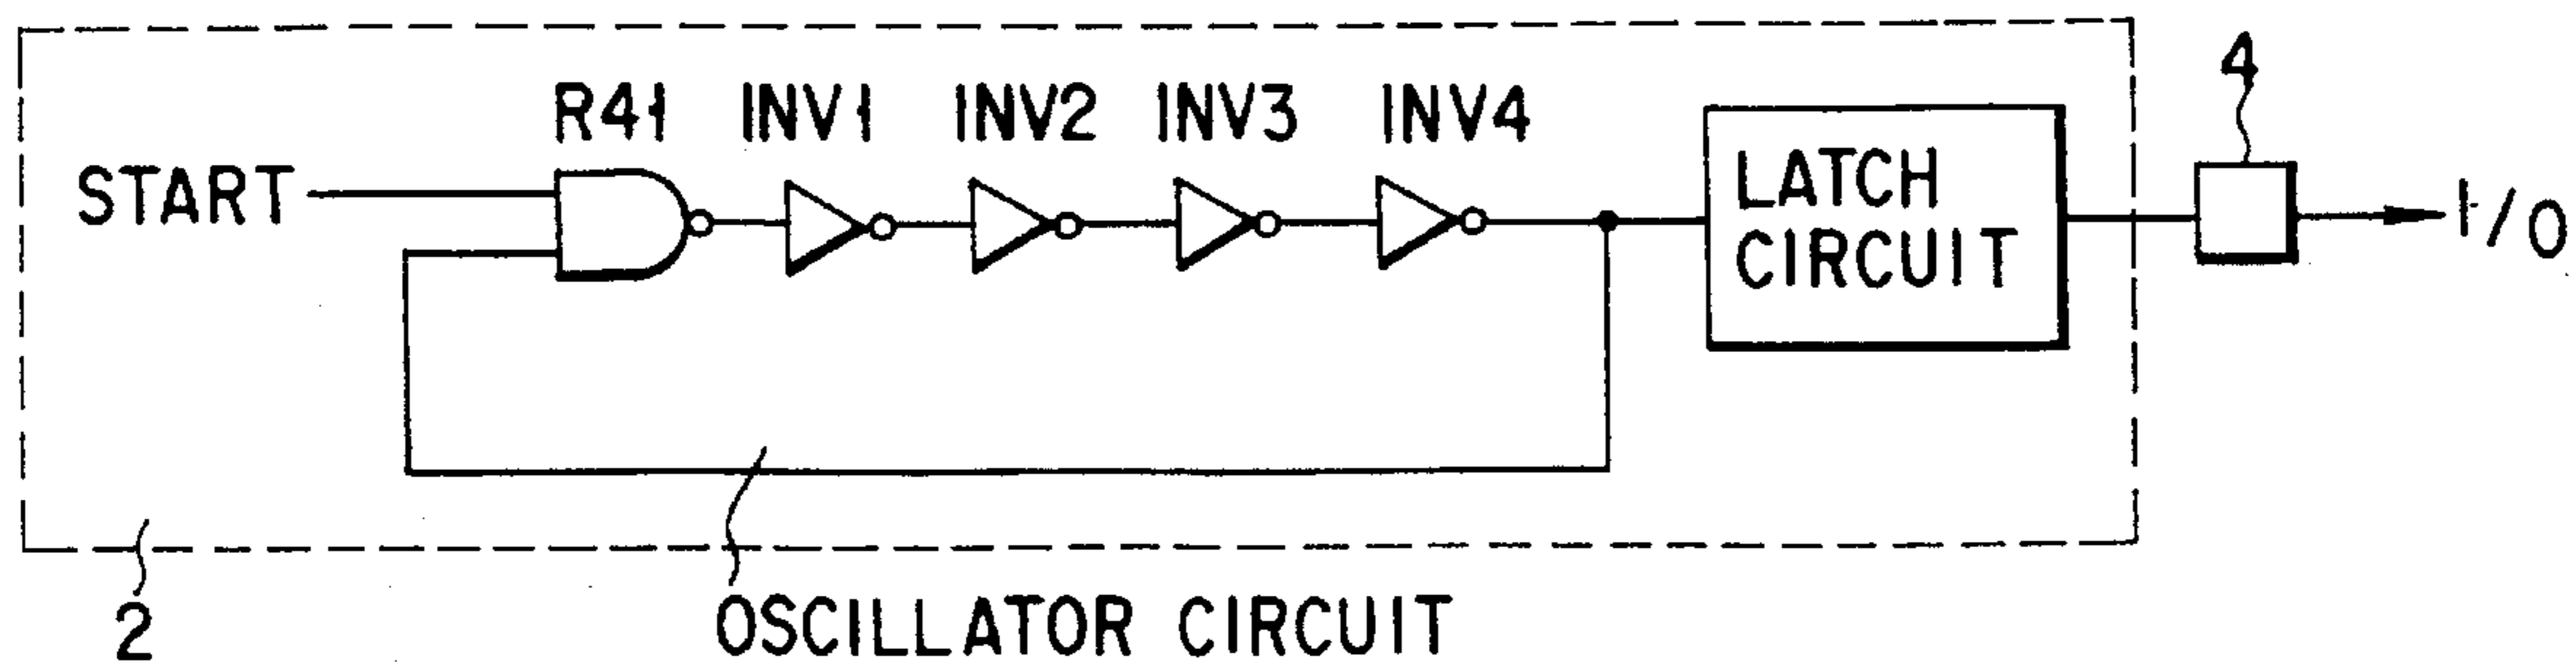 4
R41 INV1 INV2 INV3 INV4
START
LATCH
CIRCUIT
I/O
2
OSCILLATOR CIRCUIT